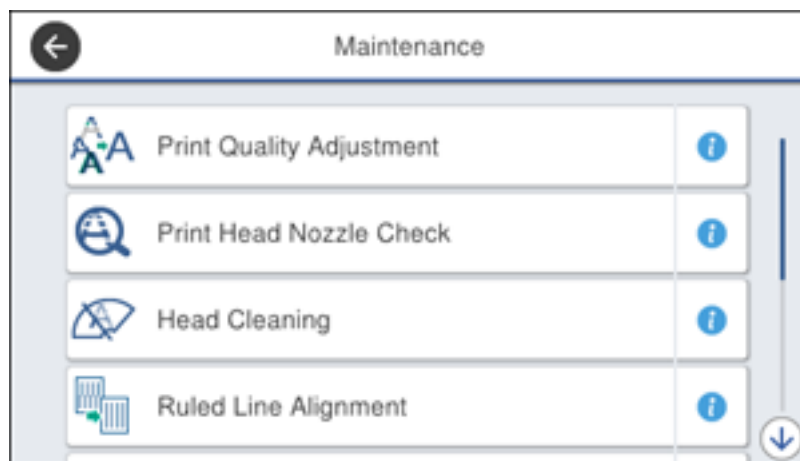 Maintenance
Print Quality Adjustment
Print Head Nozzle Check
Head Cleaning
Ruled Line Alignment